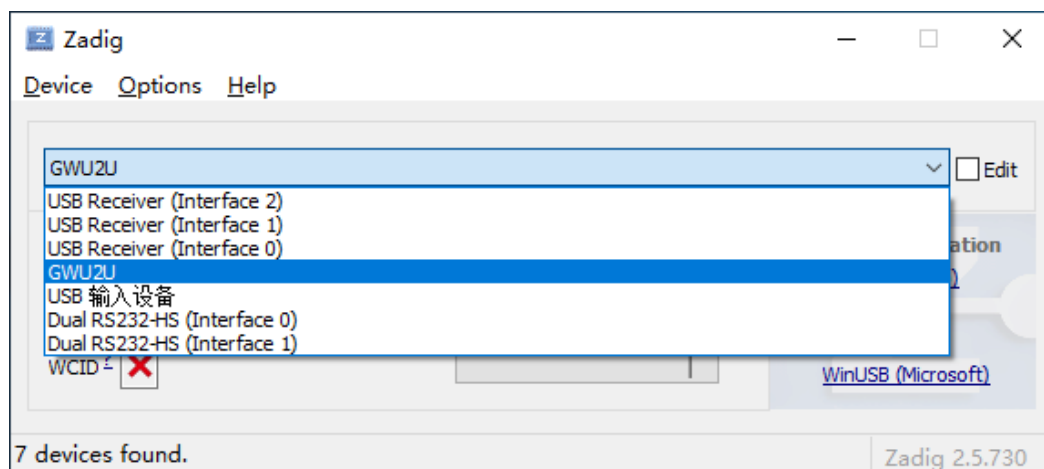 Zadig
Device Options Help
GWU2U
Edit
USB Receiver (Interface 2)
USB Receiver (Interface 1)
USB Receiver (Interface 0)
GWU2U
USB 输入设备
Dual RS232-HS (Interface 0)
Dual RS232-HS (Interface 1)
WCID ?
WinUSB (Microsoft)
7 devices found.
Zadig 2.5.730